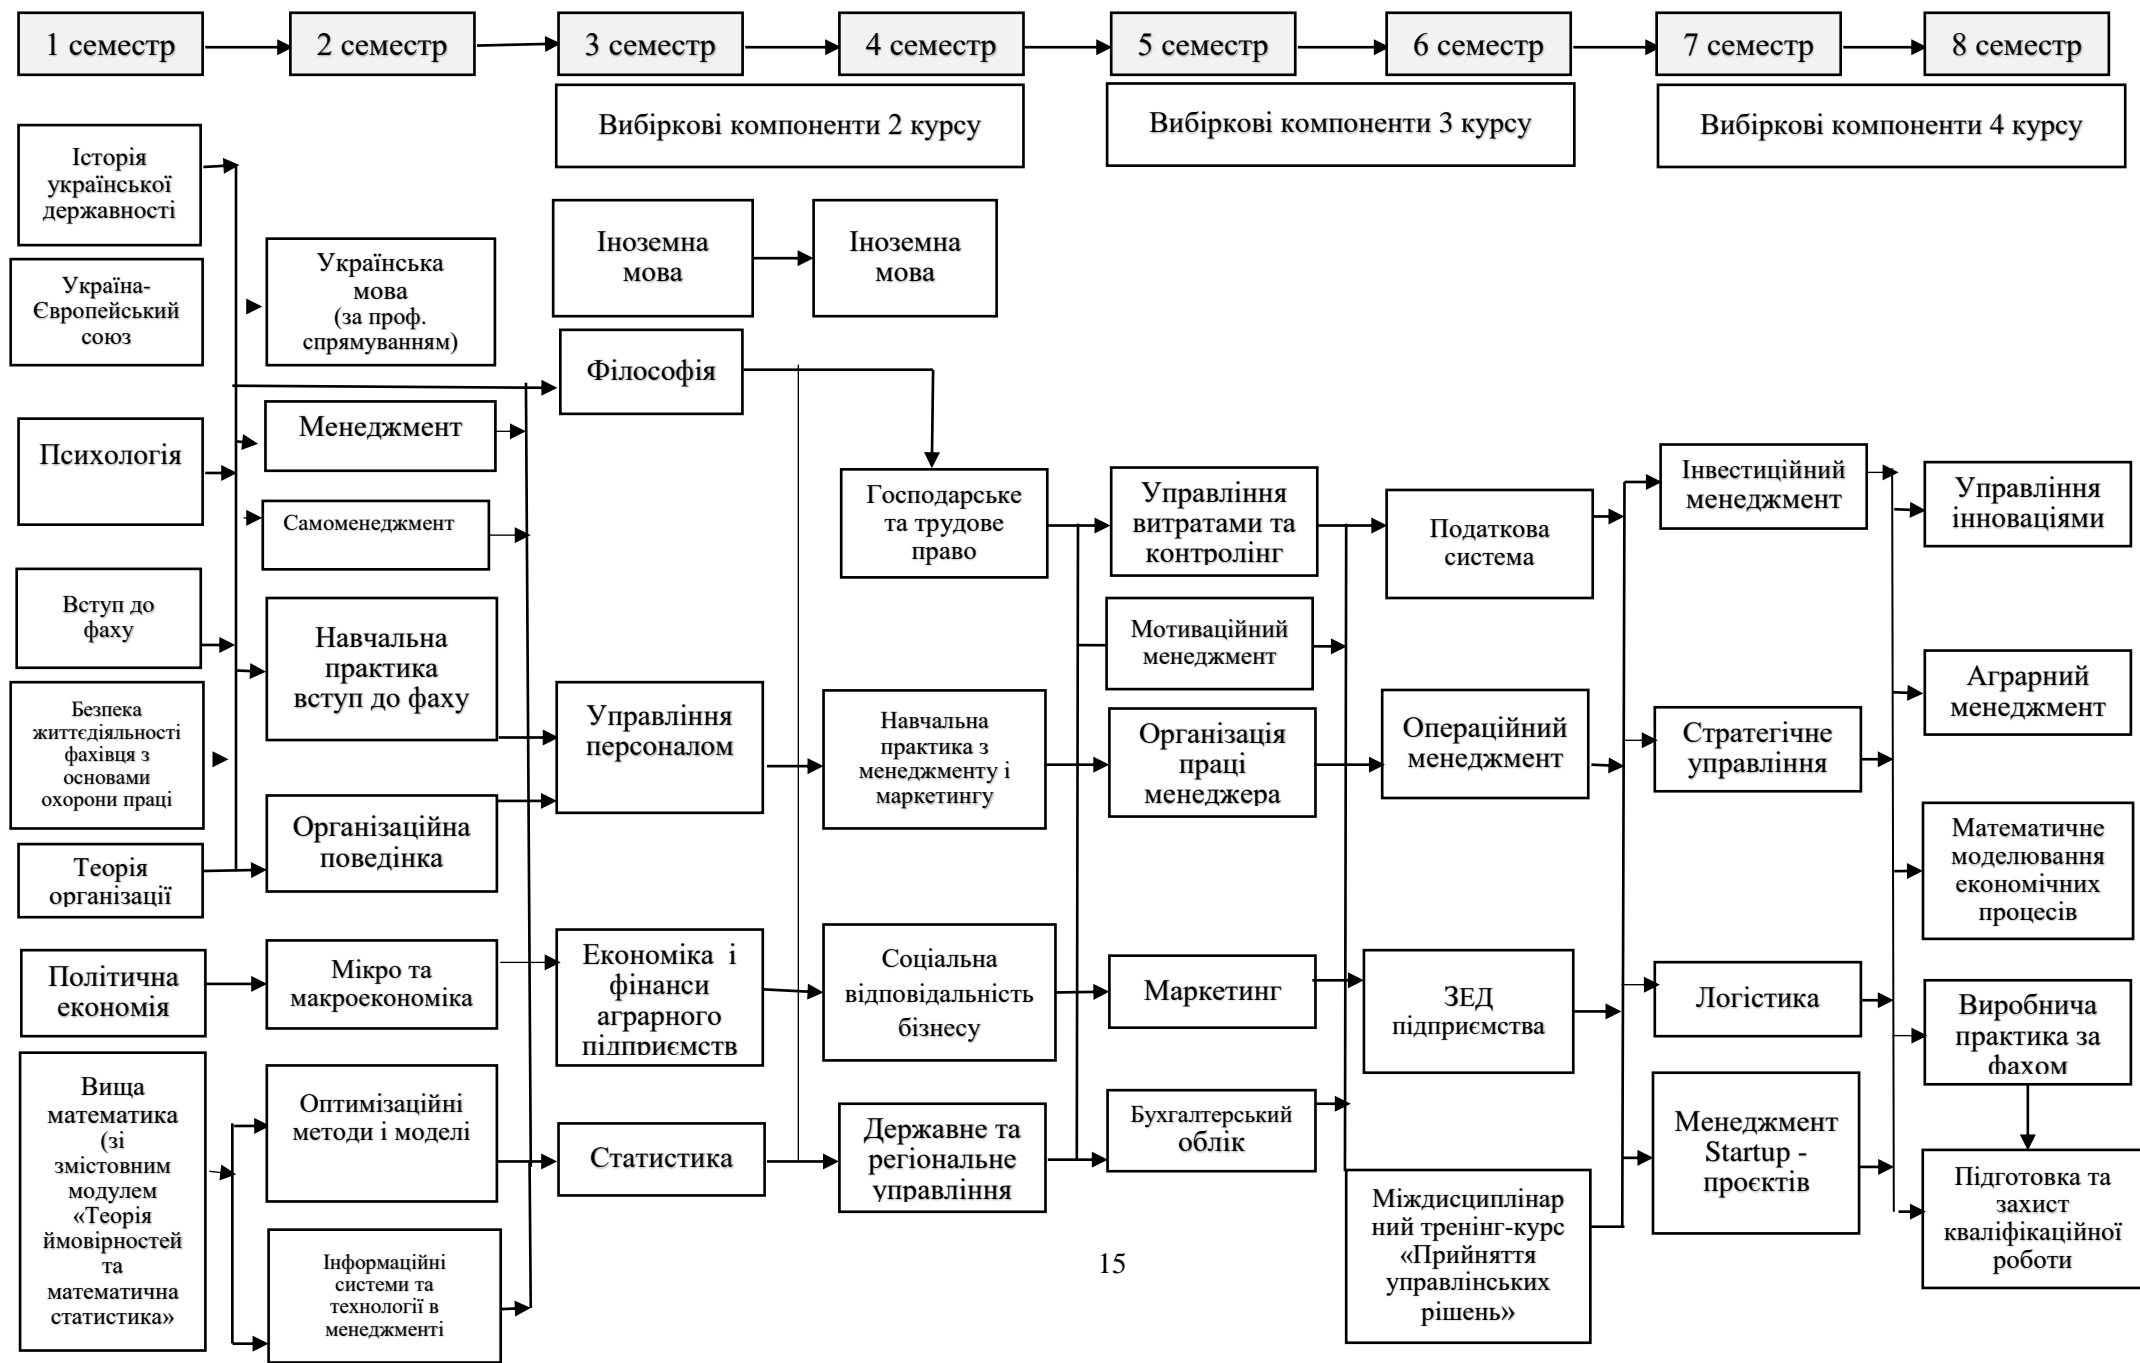 1 семестр
2 семестр
3 семестр
4 семестр
5 семестр
6 семестр
7 семестр
8 семестр
Вибіркові компоненти 2 курсу
Вибіркові компоненти 3 курсу
Вибіркові компоненти 4 курсу
Історія
української
державності
Україна-
Європейський
союз
Психологія
Вступ до
фаху
Безпека
життєдіяльності
фахівця з
основами
охорони праці
Теорія
організації
Політична
економія
Вища
математика
(зі
змістовним
модулем
«Теорія
ймовірностей
та
математична
статистика»
Українська
мова
(за проф.
спрямуванням)
Менеджмент
Самоменеджмент
Навчальна
практика
вступ до фаху
Організаційна
поведінка
Мікро та
макроекономіка
Оптимізаційні
методи і моделі
Інформаційні
системи та
технології в
менеджменті
Іноземна
мова
Філософія
Управління
персоналом
Економіка і
фінанси
аграрного
підприємств
Статистика
Іноземна
мова
Господарське
та трудове
право
Навчальна
практика з
менеджменту і
маркетингу
Соціальна
відповідальність
бізнесу
Державне та
регіональне
управління
Управління
витратами та
контролінг
Мотиваційний
менеджмент
Організація
праці
менеджера
Маркетинг
Бухгалтерський
облік
Податкова
система
Операційний
менеджмент
ЗЕД
підприємства
Міждисциплінар
ний тренінг-курс
«Прийняття
управлінських
рішень»
Інвестиційний
менеджмент
Стратегічне
управління
Логістика
Менеджмент
Startup -
проєктів
Управління
інноваціями
Аграрний
менеджмент
Математичне
моделювання
економічних
процесів
Виробнича
практика за
фахом
Підготовка та
захист
кваліфікаційної
роботи
15